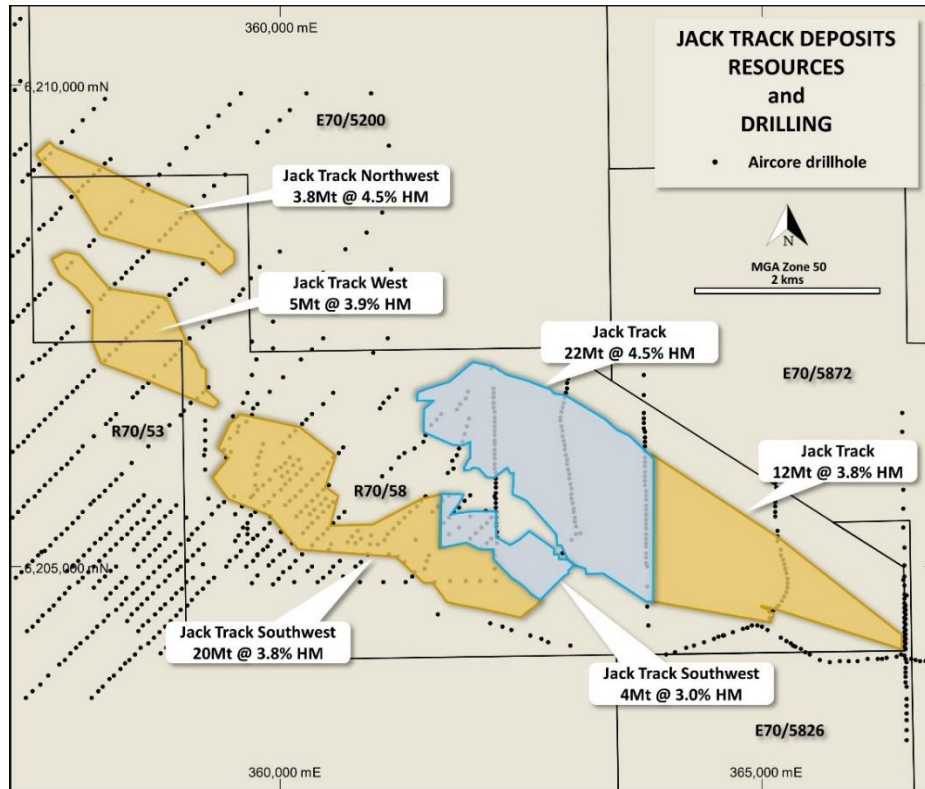 360,000 mE
JACK TRACK DEPOSITS
RESOURCES
and
DRILLING
Aircore drillhole
6,210,000 mN
E70/5200
Jack Track Northwest
3.8Mt @ 4.5% HM
N
MGA Zone 50
2 kms
Jack Track West
5Mt @ 3.9% HM
Jack Track
22Mt @ 4.5% HM
E70/5872
R70/53
Jack Track
12Mt @ 3.8% HM
R70/58
6,205,000 mN
Jack Track Southwest
20Mt @ 3.8% HM
Jack Track Southwest
4Mt @ 3.0% HM
E70/5826
360,000 mE
365,000 mE